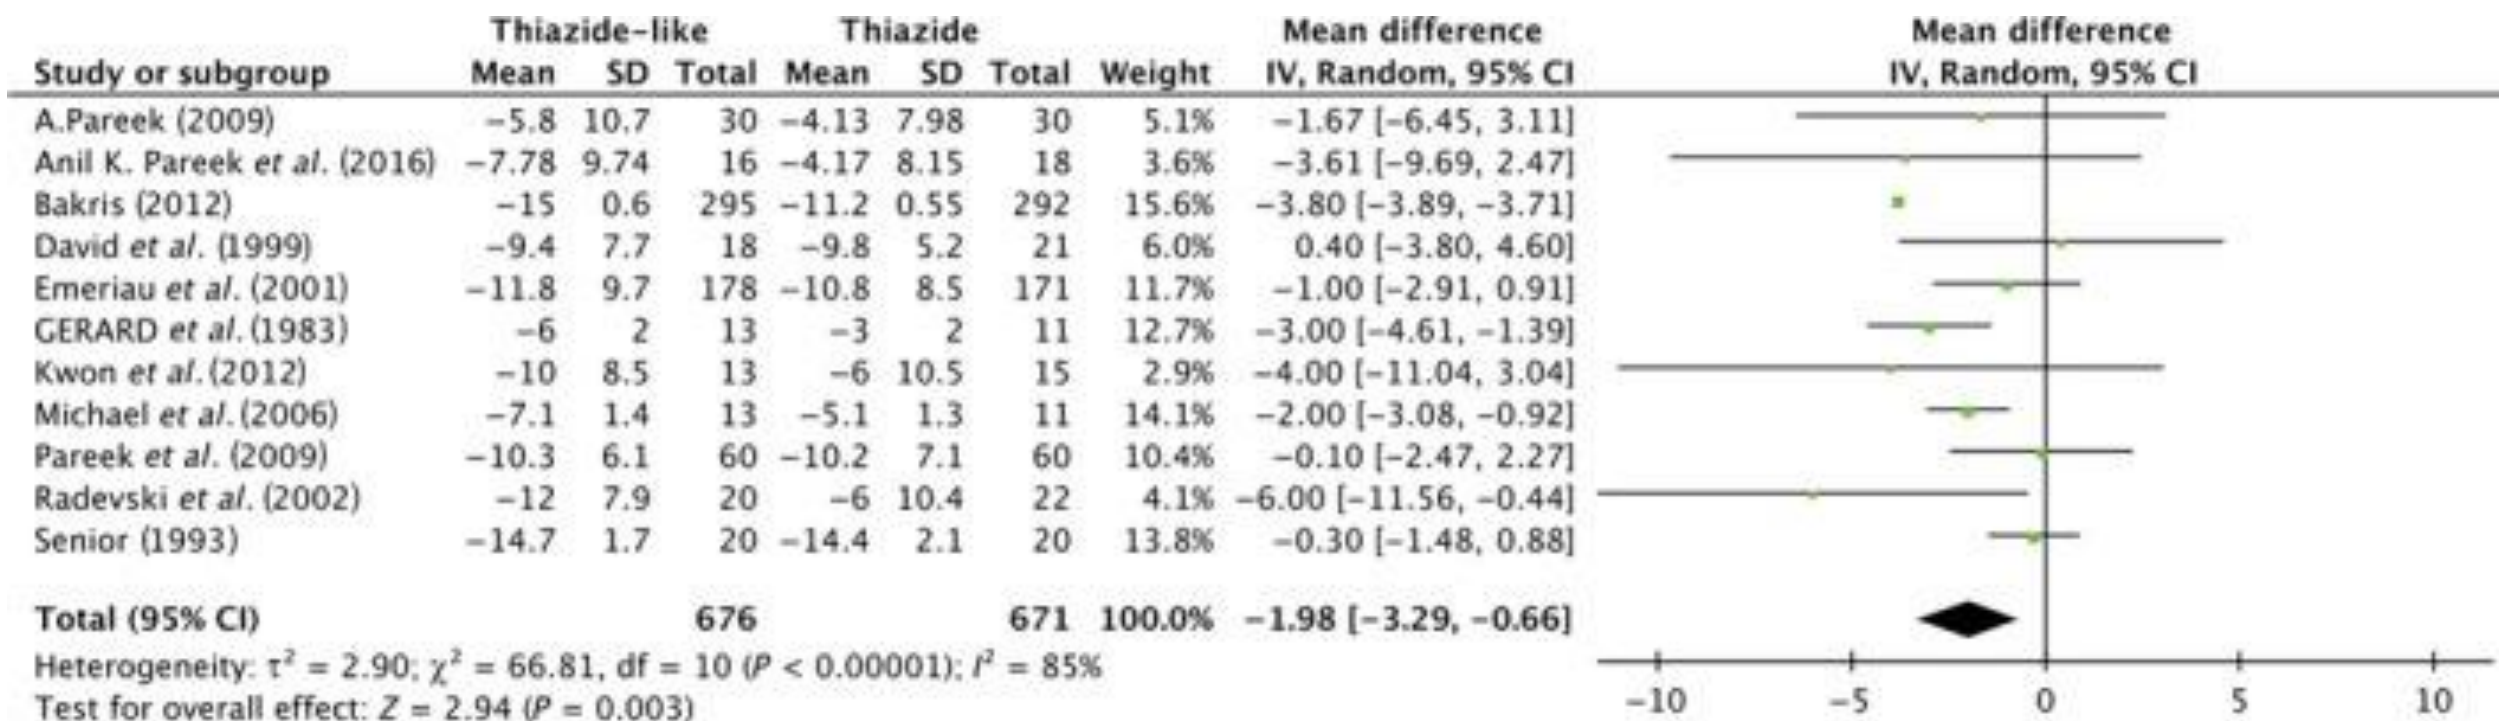 Thiazide-like Thiazide Mean difference Mean difference
Study or subgroup Mean SD Total Mean SD Total Weight IV, Random, 95% CI IV, Random, 95% CI
A.Pareek (2009) −5.8 10.7 30 −4.13 7.98 30 5.1% −1.67 [−6.45, 3.11]
Anil K. Pareek et al. (2016) −7.78 9.74 16 −4.17 8.15 18 3.6% −3.61 [−9.69, 2.47]
Bakris (2012) −15 0.6 295 −11.2 0.55 292 15.6% −3.80 [−3.89, −3.71]
David et al. (1999) −9.4 7.7 18 −9.8 5.2 21 6.0% 0.40 [−3.80, 4.60]
Emeriau et al. (2001) −11.8 9.7 178 −10.8 8.5 171 11.7% −1.00 [−2.91, 0.91]
GERARD et al. (1983) −6 2 13 −3 2 11 12.7% −3.00 [−4.61, −1.39]
Kwon et al. (2012) −10 8.5 13 −6 10.5 15 2.9% −4.00 [−11.04, 3.04]
Michael et al. (2006) −7.1 1.4 13 −5.1 1.3 11 14.1% −2.00 [−3.08, −0.92]
Pareek et al. (2009) −10.3 6.1 60 −10.2 7.1 60 10.4% −0.10 [−2.47, 2.27]
Radevski et al. (2002) −12 7.9 20 −6 10.4 22 4.1% −6.00 [−11.56, −0.44]
Senior (1993) −14.7 1.7 20 −14.4 2.1 20 13.8% −0.30 [−1.48, 0.88]
Total (95% CI) 676 671 100.0% −1.98 [−3.29, −0.66]
Heterogeneity: τ² = 2.90; χ² = 66.81, df = 10 (P < 0.00001); I² = 85%
Test for overall effect: Z = 2.94 (P = 0.003)
−10 −5 0 5 10